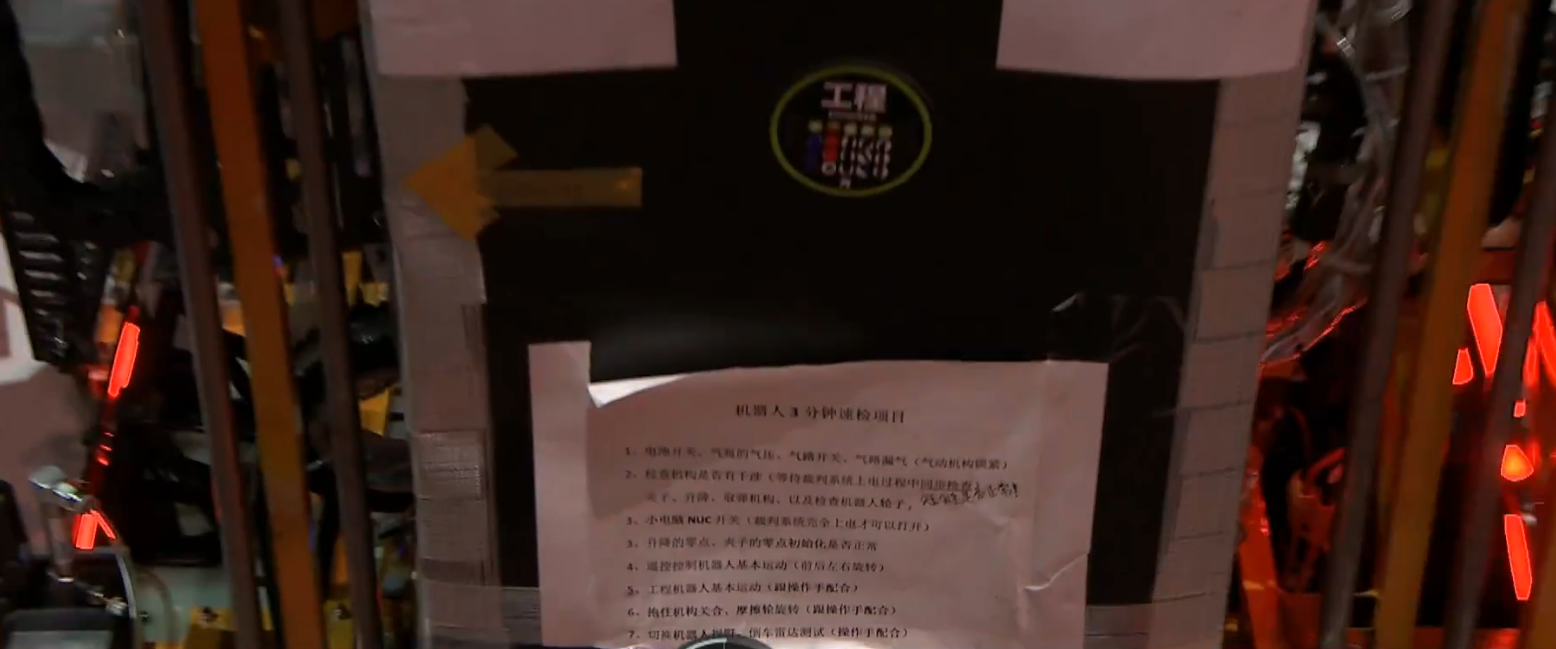 工程
机器人 3 分钟速检项目
1、电池开关、气瓶的气压、气路开关、气路漏气（气动机构锁紧）
2、检查机构是否有干涉（等待裁判系统上电过程中同步检查
夹子、升降、取弹机构、以及检查机器人轮子，
3、小电脑 NUC 开关（裁判系统完全上电才可以打开）
3、升降的零点、夹子的零点初始化是否正常
4、遥控控制机器人基本运动（前后左右旋转）
5、工程机器人基本运动（跟操作手配合）
6、拖住机构关合、摩擦轮旋转（跟操作手配合）
7、切换机器人视野、倒车雷达测试（操作手配合）